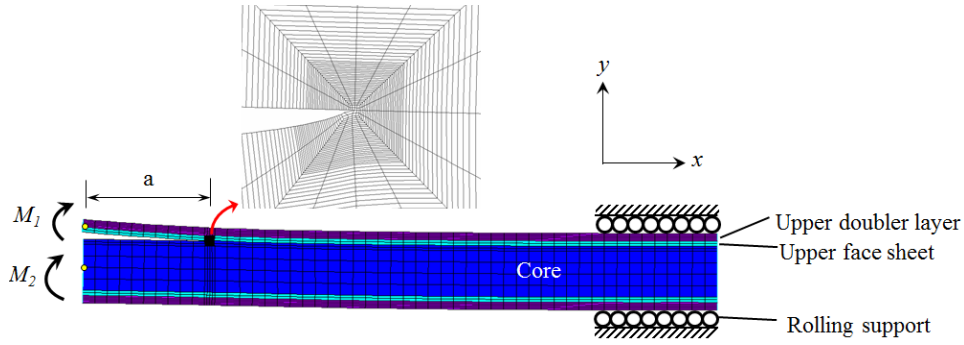 y
x
a
M1
M2
Upper doubler layer
Upper face sheet
Core
Rolling support